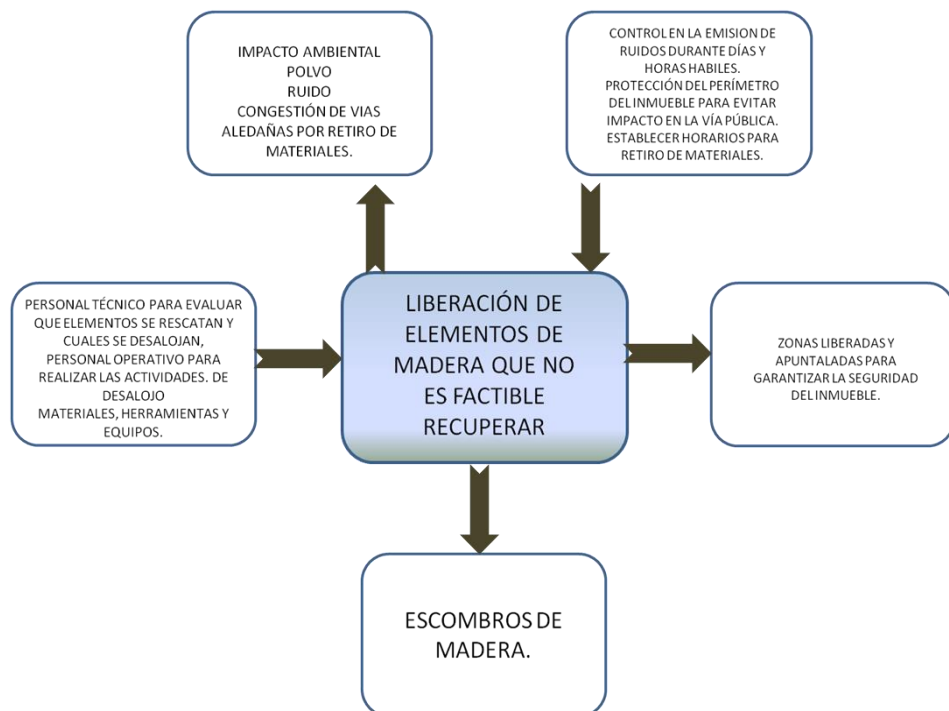 IMPACTO AMBIENTAL
POLVO
RUIDO
CONGESTIÓN DE VIAS
ALEDAÑAS POR RETIRO DE
MATERIALES.
CONTROL EN LA EMISION DE
RUIDOS DURANTE DÍAS Y
HORAS HABILES.
PROTECCIÓN DEL PERÍMETRO
DEL INMUEBLE PARA EVITAR
IMPACTO EN LA VÍA PÚBLICA.
ESTABLECER HORARIOS PARA
RETIRO DE MATERIALES.
PERSONAL TÉCNICO PARA EVALUAR
QUE ELEMENTOS SE RESCATAN Y
CUALES SE DESALOJAN,
PERSONAL OPERATIVO PARA
REALIZAR LAS ACTIVIDADES. DE
DESALOJO
MATERIALES, HERRAMIENTAS Y
EQUIPOS.
LIBERACIÓN DE
ELEMENTOS DE
MADERA QUE NO
ES FACTIBLE
RECUPERAR
ZONAS LIBERADAS Y
APUNTALADAS PARA
GARANTIZAR LA SEGURIDAD
DEL INMUEBLE.
ESCOMBROS DE
MADERA.